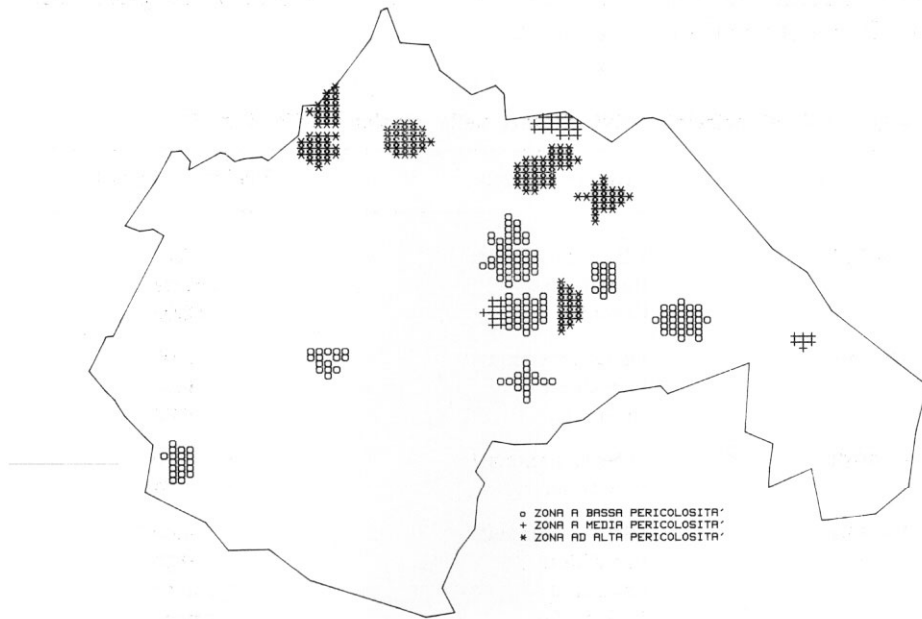 o ZONA A BASSA PERICOLOSITA'
+ ZONA A MEDIA PERICOLOSITA'
* ZONA AD ALTA PERICOLOSITA'